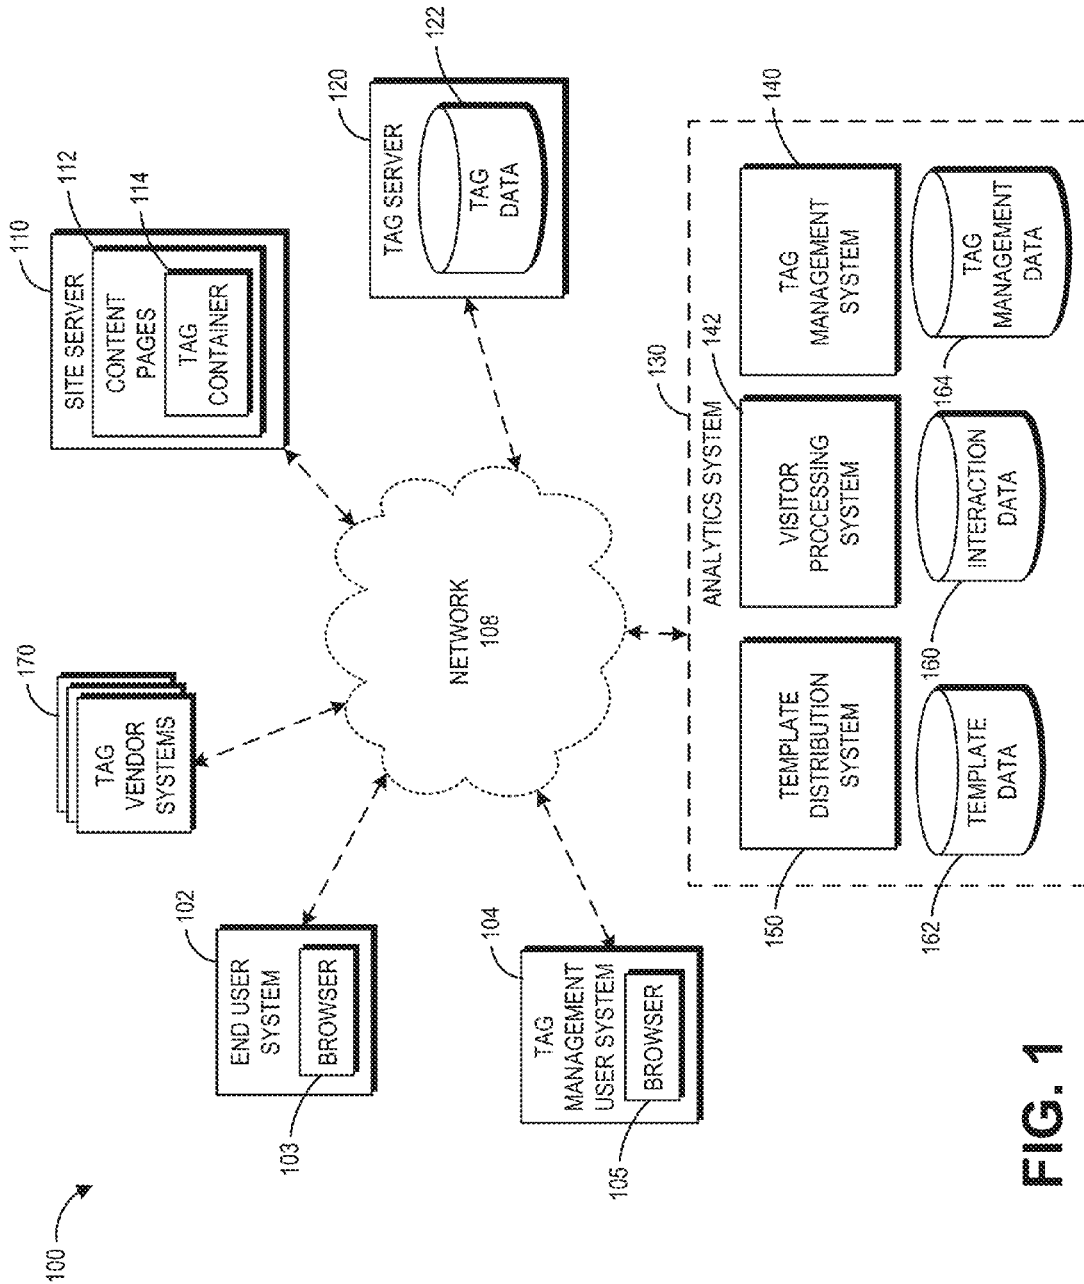 100
102
END USER
SYSTEM
BROWSER
103
170
TAG
VENDOR
SYSTEMS
110
SITE SERVER
112
CONTENT
PAGES
114
TAG
CONTAINER
120
TAG SERVER
122
TAG
DATA
NETWORK
108
104
TAG
MANAGEMENT
USER SYSTEM
BROWSER
105
130
ANALYTICS SYSTEM
150
TEMPLATE
DISTRIBUTION
SYSTEM
142
VISITOR
PROCESSING
SYSTEM
140
TAG
MANAGEMENT
SYSTEM
162
TEMPLATE
DATA
160
INTERACTION
DATA
164
TAG
MANAGEMENT
DATA
FIG. 1